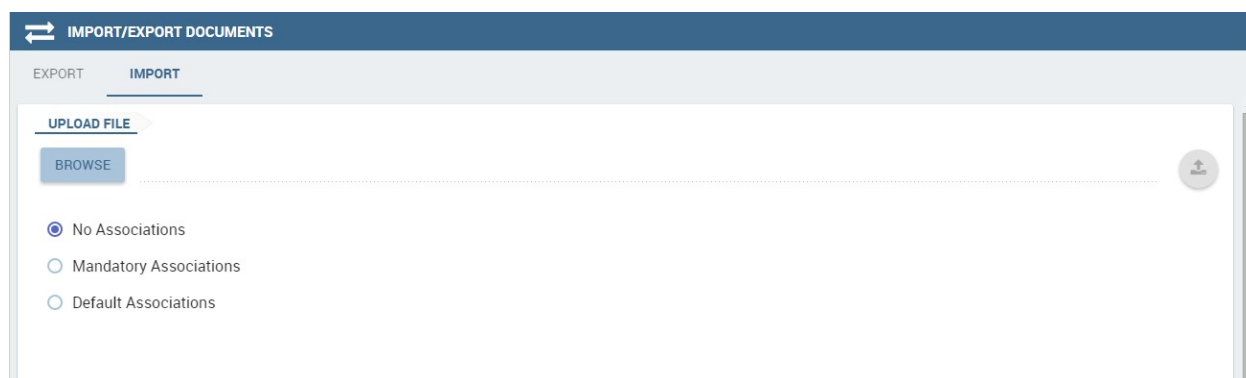 IMPORT/EXPORT DOCUMENTS
EXPORT IMPORT
UPLOAD FILE
BROWSE
No Associations
Mandatory Associations
Default Associations